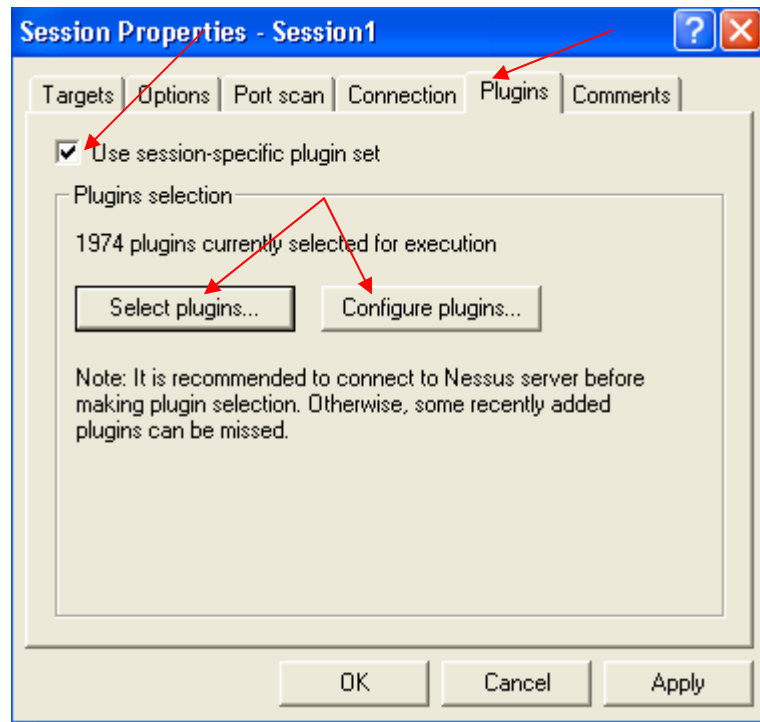 Session Properties - Session1
Targets Options Port scan Connection Plugins Comments
Use session-specific plugin set
Plugins selection
1974 plugins currently selected for execution
Select plugins... Configure plugins...
Note: It is recommended to connect to Nessus server before
making plugin selection. Otherwise, some recently added
plugins can be missed.
OK Cancel Apply